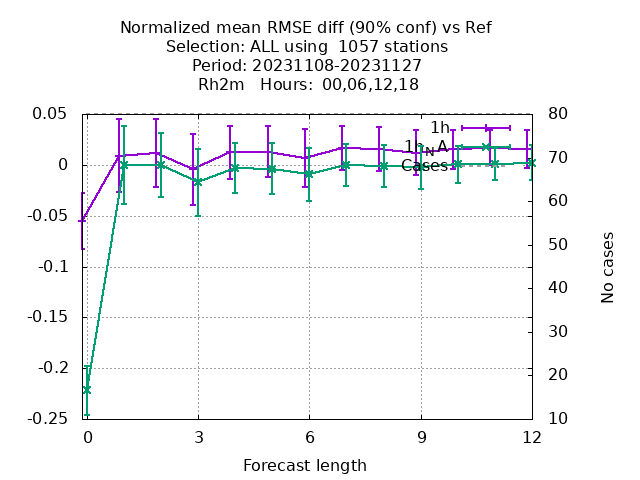 Normalized mean RMSE diff (90% conf) vs Ref
Selection: ALL using 1057 stations
Period: 20231108-20231127
Rh2m Hours: 00,06,12,18
0.05
0
-0.05
-0.1
-0.15
-0.2
-0.25
80
70
60
50
40
30
20
10
1h
1h_NA
Cases
No cases
0
3
6
9
12
Forecast length